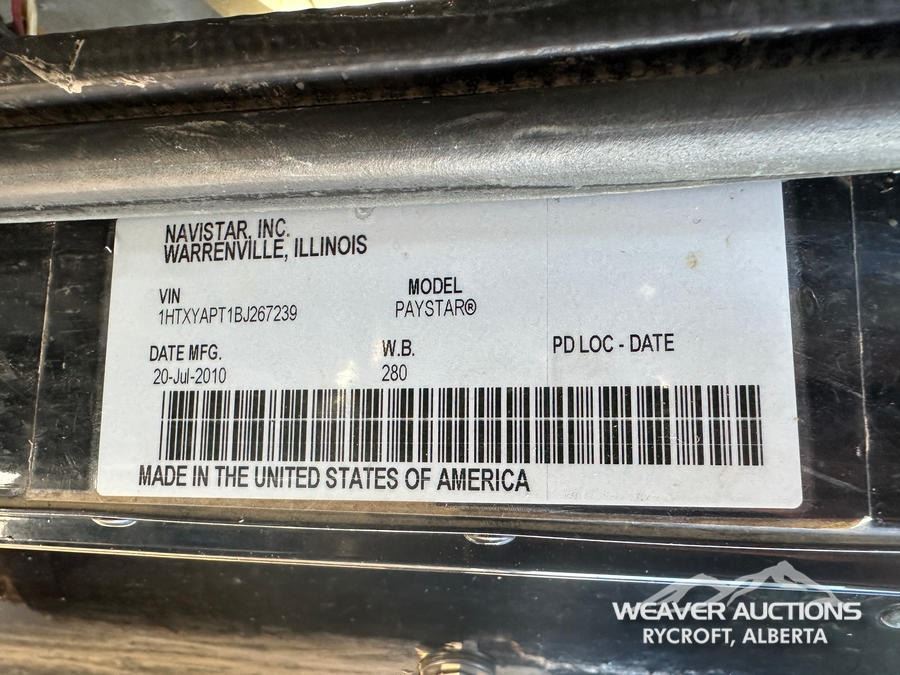 NAVISTAR, INC.
WARRENVILLE, ILLINOIS
VIN
1HTXYAPT1BJ267239
MODEL
PAYSTAR®
DATE MFG.
20-Jul-2010
W.B.
280
PD LOC - DATE
MADE IN THE UNITED STATES OF AMERICA
WEAVER AUCTIONS
RYCROFT, ALBERTA